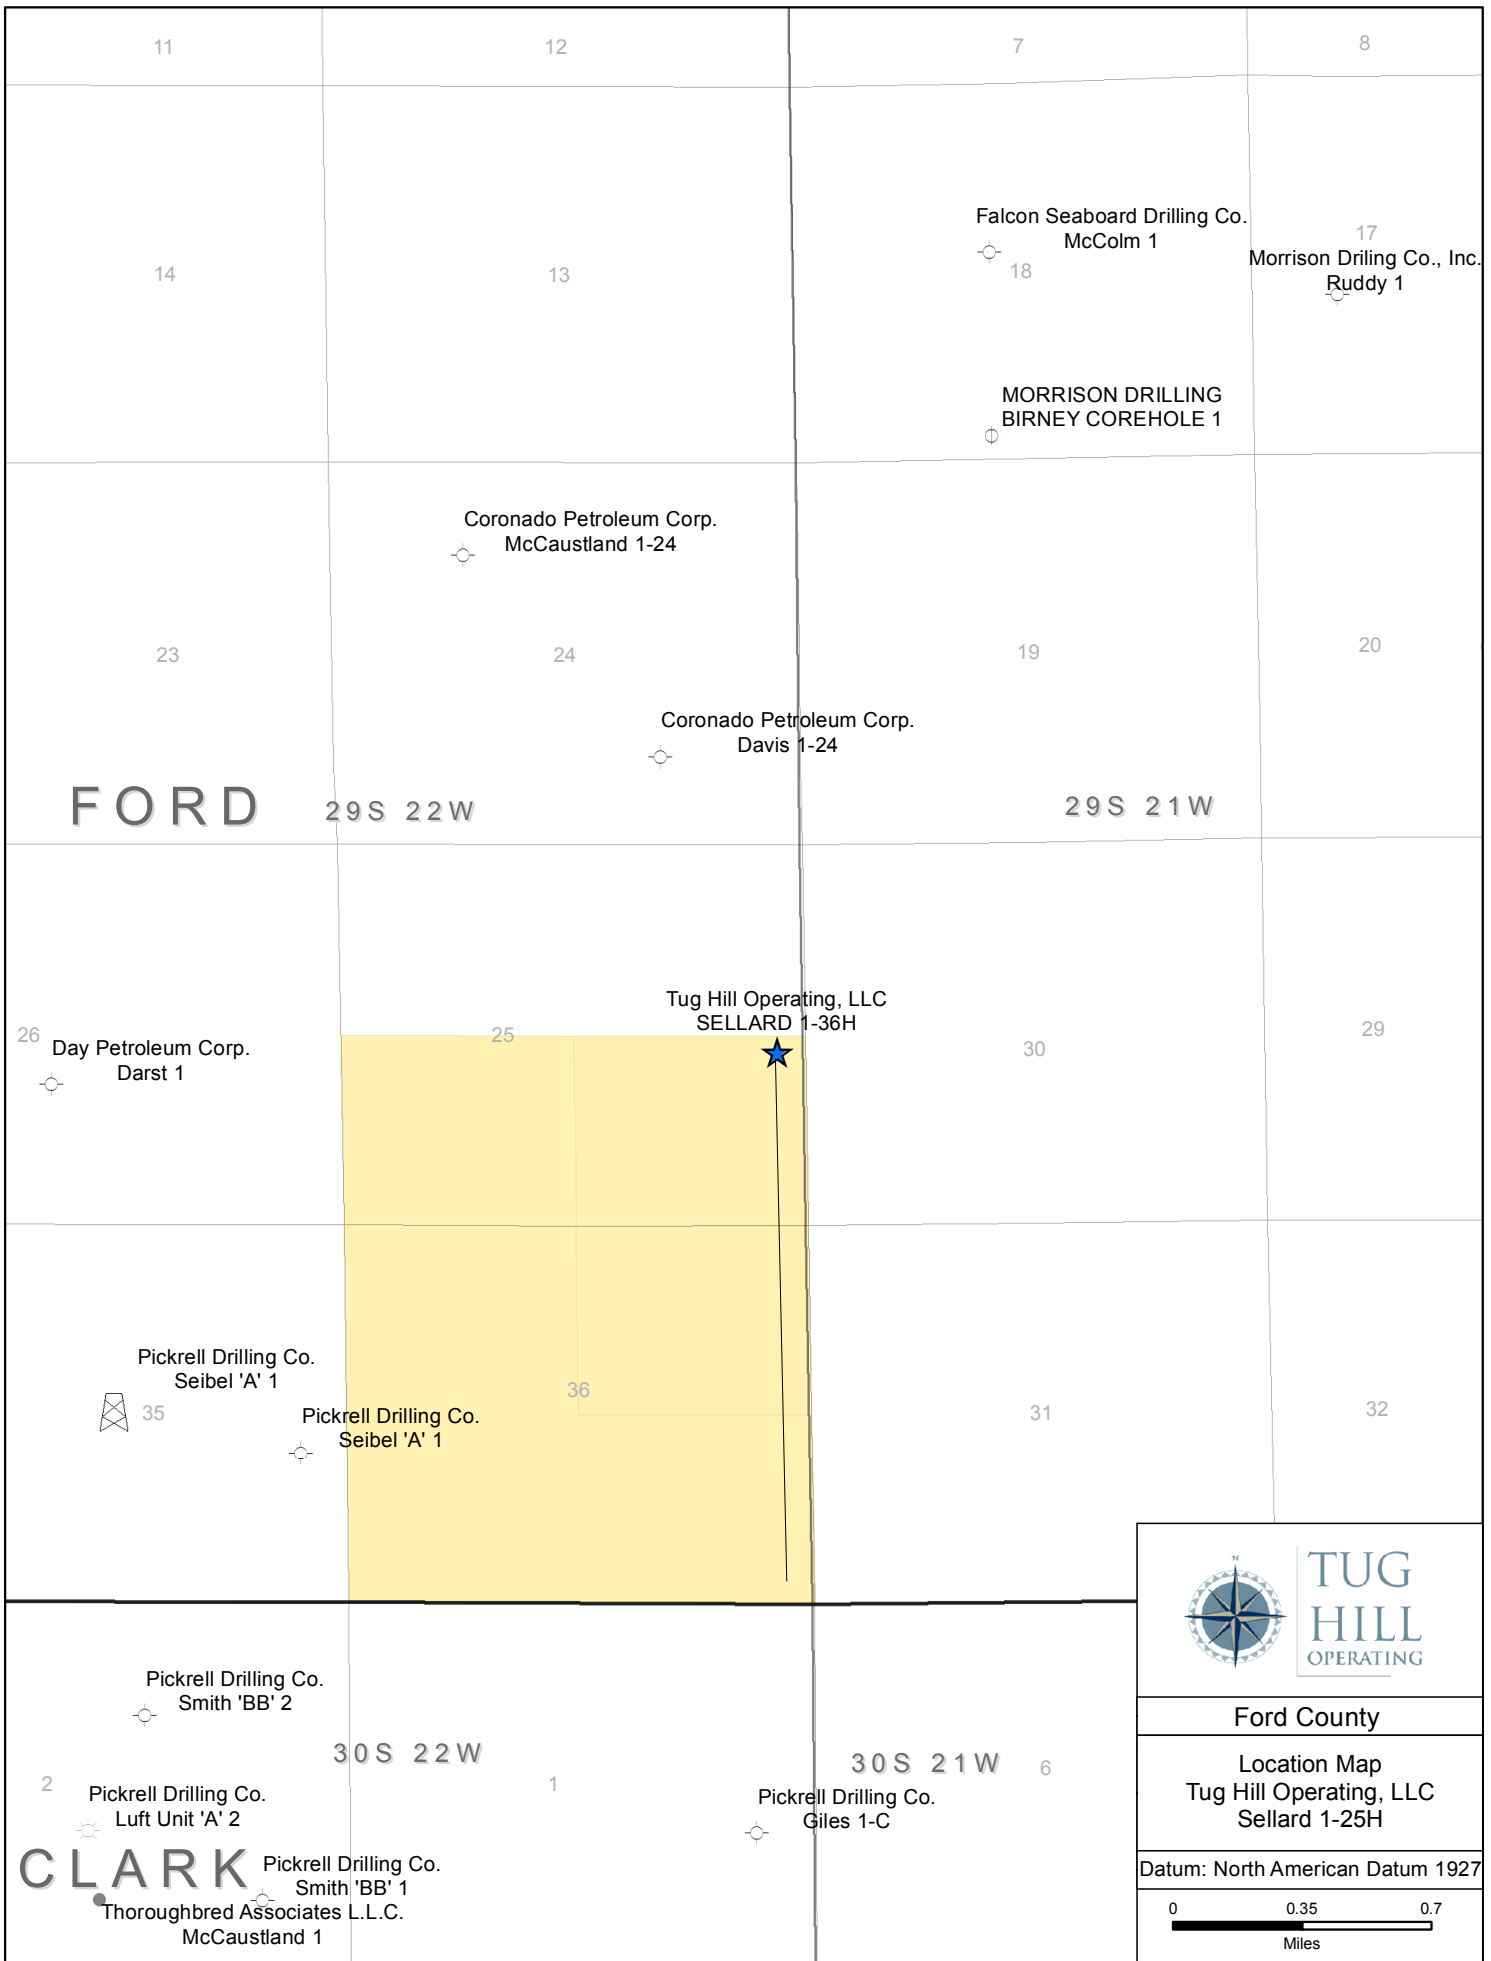 11
12
7
8
Falcon Seaboard Drilling Co.
McColm 1
17
Morrison Driling Co., Inc.
Ruddy 1
14
13
18
MORRISON DRILLING
BIRNEY COREHOLE 1
Coronado Petroleum Corp.
McCaustland 1-24
23
24
19
20
Coronado Petroleum Corp.
Davis 1-24
FORD
29S 22W
29S 21W
Tug Hill Operating, LLC
SELLARD 1-36H
26
25
30
29
Day Petroleum Corp.
Darst 1
Pickrell Drilling Co.
Seibel 'A' 1
35
36
31
32
Pickrell Drilling Co.
Seibel 'A' 1
N
TUG
HILL
OPERATING
Pickrell Drilling Co.
Smith 'BB' 2
Ford County
30S 22W
30S 21W
6
2
1
Location Map
Tug Hill Operating, LLC
Sellard 1-25H
Pickrell Drilling Co.
Luft Unit 'A' 2
Pickrell Drilling Co.
Giles 1-C
CLARK
Pickrell Drilling Co.
Smith 'BB' 1
Thoroughbred Associates L.L.C.
McCaustland 1
Datum: North American Datum 1927
0 0.35 0.7
Miles